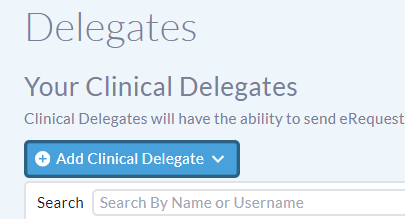 Delegates
Your Clinical Delegates
Clinical Delegates will have the ability to send eRequest
Add Clinical Delegate
Search Search By Name or Username